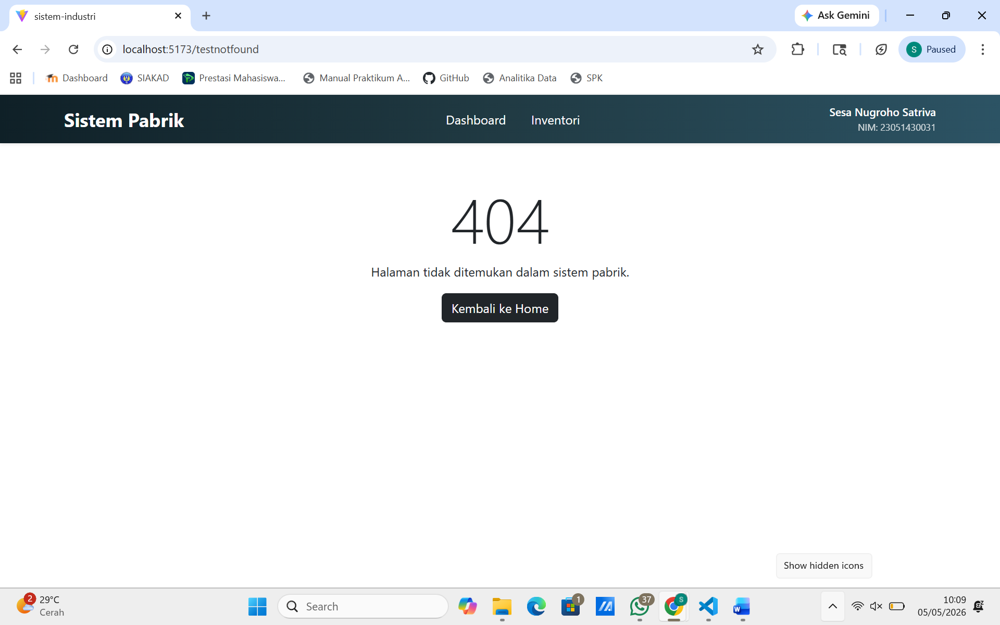 sistem-industri
Ask Gemini
localhost:5173/testnotfound
S
Paused
Dashboard
SIAKAD
Prestasi Mahasiswa...
Manual Praktikum A...
GitHub
Analitika Data
SPK
Sistem Pabrik
Dashboard
Inventori
Sesa Nugroho Satriva
NIM: 23051430031
404
Halaman tidak ditemukan dalam sistem pabrik.
Kembali ke Home
Show hidden icons
2
29°C
Cerah
Search
1
37
S
W
10:09
05/05/2026